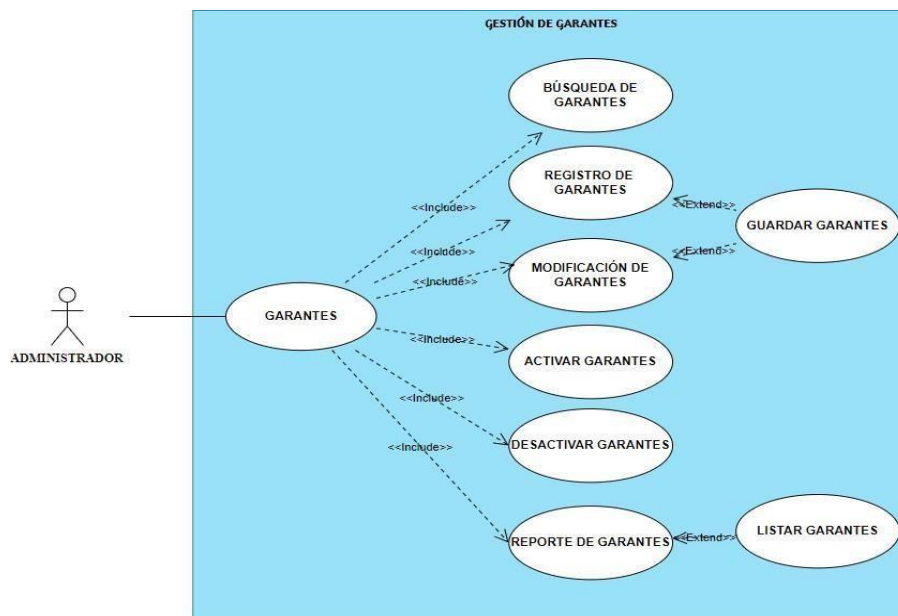 GESTIÓN DE GARANTES
BÚSQUEDA DE
GARANTES
REGISTRO DE
GARANTES
<<Include>>
<<Extend>>
GUARDAR GARANTES
<<Include>>
<<Extend>>
MODIFICACIÓN DE
GARANTES
<<Include>>
GARANTES
ADMINISTRADOR
<<Include>>
ACTIVAR GARANTES
<<Include>>
DESACTIVAR GARANTES
<<Include>>
REPORTE DE GARANTES
<<Extend>>
LISTAR GARANTES